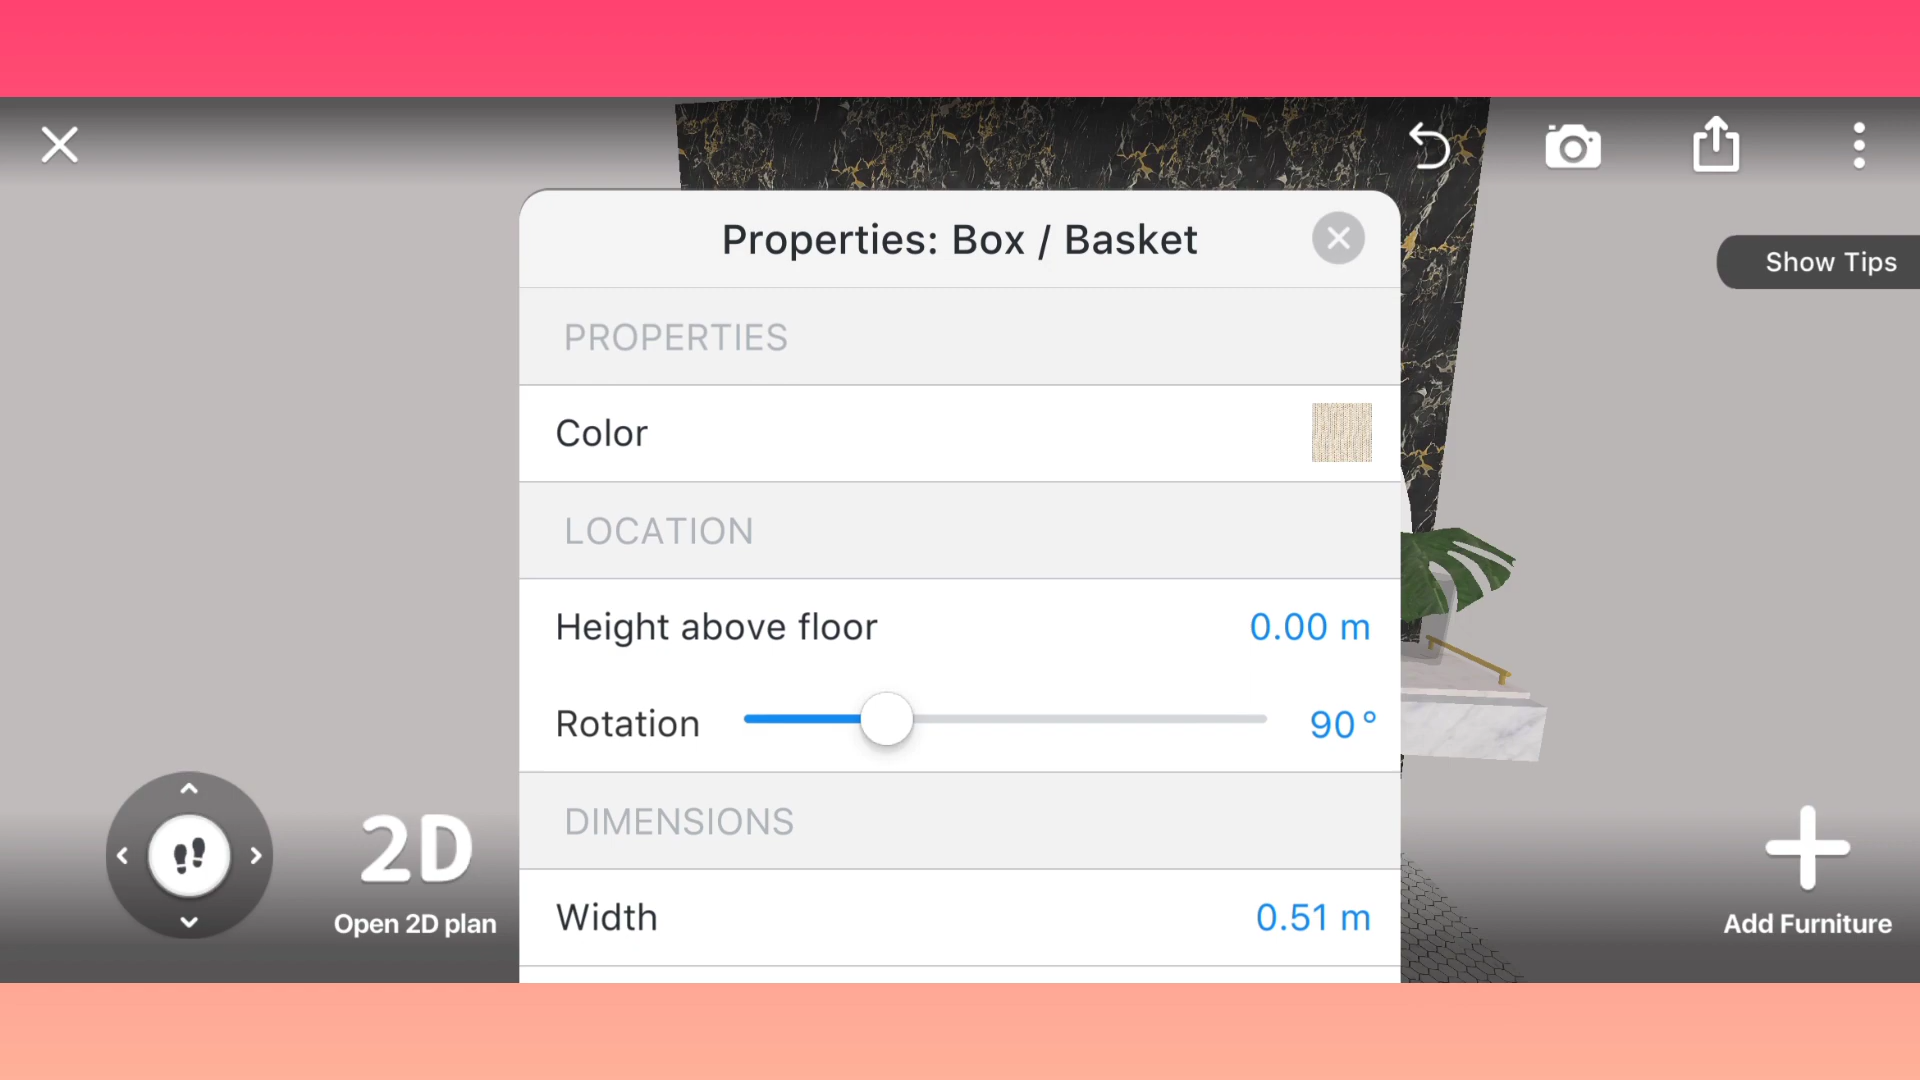 Properties: Box / Basket
Show Tips
PROPERTIES
Color
LOCATION
Height above floor 0.00 m
Rotation 90°
DIMENSIONS
Width 0.51 m
2D
Open 2D plan
Add Furniture